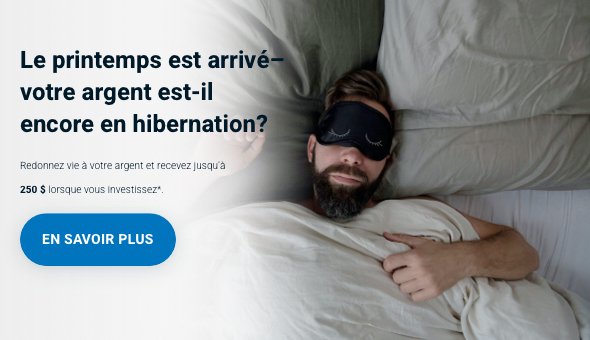 Le printemps est arrivé–
votre argent est-il
encore en hibernation?
Redonnez vie à votre argent et recevez jusqu'à
250 $ lorsque vous investissez*.
EN SAVOIR PLUS